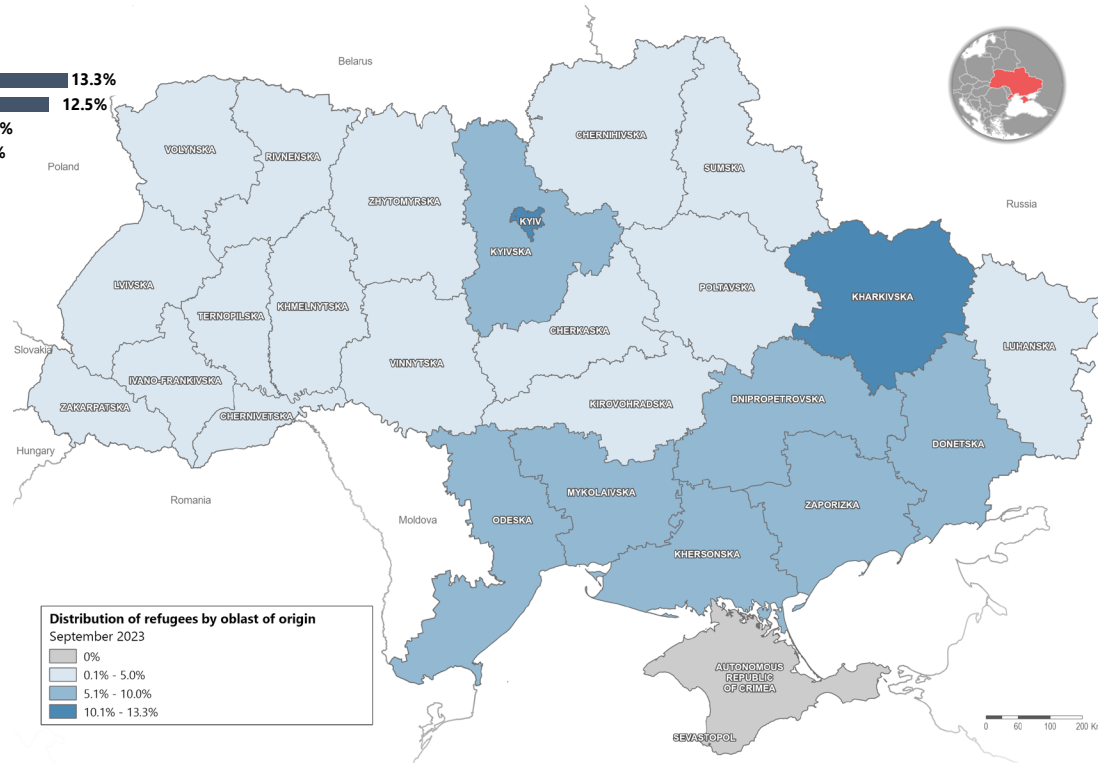 Belarus
13.3%
12.5%
%
%
Poland
Russia
VOLYNSKA
RIVNENSKA
ZHYTOMYRSKA
CHERNIHIVSKA
SUMSKA
KYIV
KYIVSKA
LVIVSKA
TERNOPILSKA
KHMELNYTSKA
POLTAVSKA
KHARKIVSKA
CHERKASKA
LUHANSKA
Slovakia
VINNYTSKA
IVANO-FRANKIVSKA
ZAKARPATSKA
CHERNIVETSKA
KIROVOHRADSKA
DNIPROPETROVSKA
DONETSKA
Hungary
Romania
Moldova
ODESKA
MYKOLAIVSKA
ZAPORIZKA
KHERSONSKA
Distribution of refugees by oblast of origin
September 2023
0%
0.1% - 5.0%
5.1% - 10.0%
10.1% - 13.3%
AUTONOMOUS
REPUBLIC
OF CRIMEA
SEVASTOPOL
0 60 100 200 K